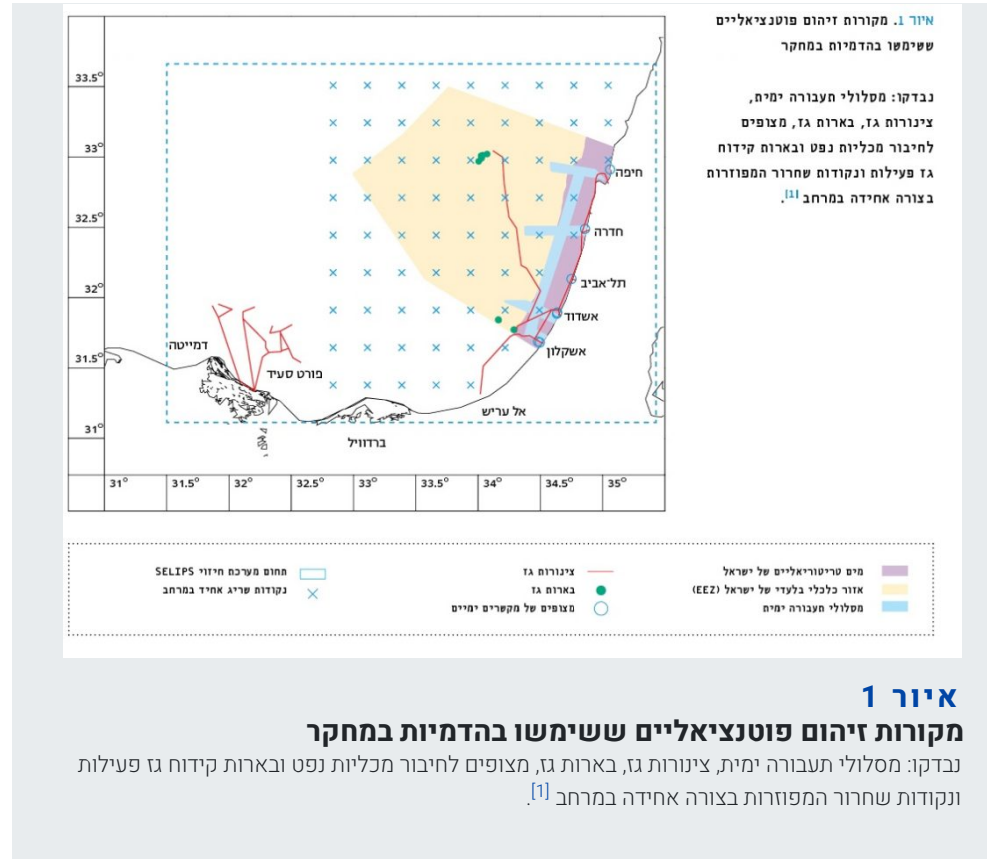 איור 1. מקורות זיהום פוטנציאליים
ששימשו בהדמיות במחקר
נבדקו: מסלולי תעבורה ימית,
צינורות גז, בארות גז, מצופים
לחיבור מכליות נפט ובארות קידוח
גז פעילות ונקודות שחרור המפוזרות
בצורה אחידה במרחב [1].
33.5°
33°
32.5°
32°
31.5°
31°
חיפה
חדרה
תל־אביב
אשדוד
אשקלון
דמייטה
פורט סעיד
אל עריש
ברדוויל
31°
31.5°
32°
32.5°
33°
33.5°
34°
34.5°
35°
מים טריטוריאליים של ישראל
אזור כלכלי בלעדי של ישראל (EEZ)
מסלולי תעבורה ימית
צינורות גז
בארות גז
מצופים של מקשרים ימיים
תחום מערכת חיזוי SELIPS
נקודות שריג אחיד במרחב
איור 1
מקורות זיהום פוטנציאליים ששימשו בהדמיות במחקר
נבדקו: מסלולי תעבורה ימית, צינורות גז, בארות גז, מצופים לחיבור מכליות נפט ובארות קידוח גז פעילות
ונקודות שחרור המפוזרות בצורה אחידה במרחב [1].